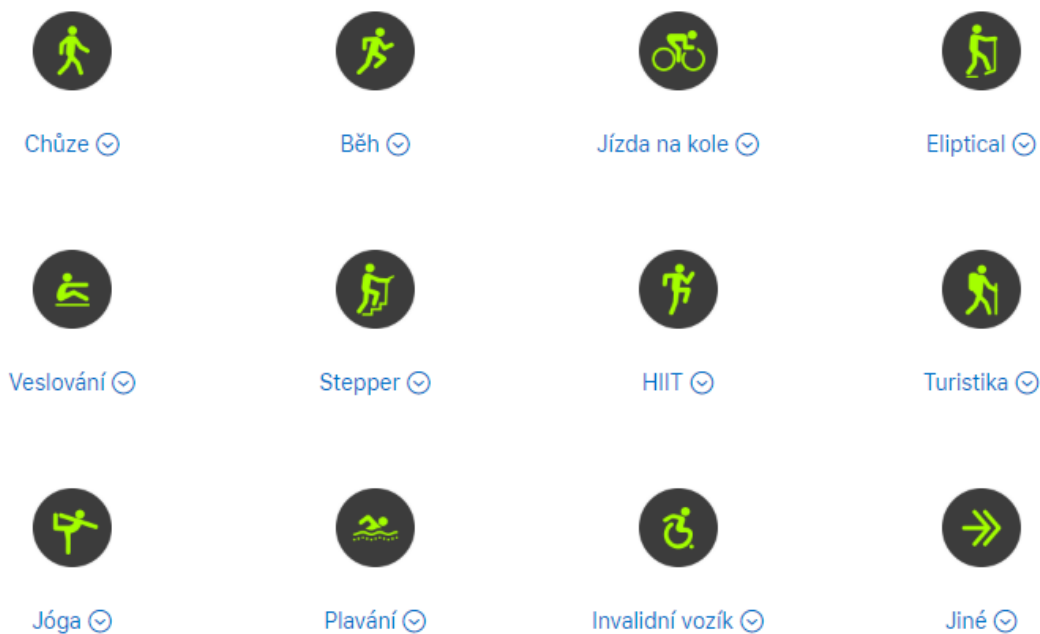 Chůze
Běh
Jízda na kole
Eliptical
Veslování
Stepper
HIIT
Turistika
Jóga
Plavání
Invalidní vozík
Jiné